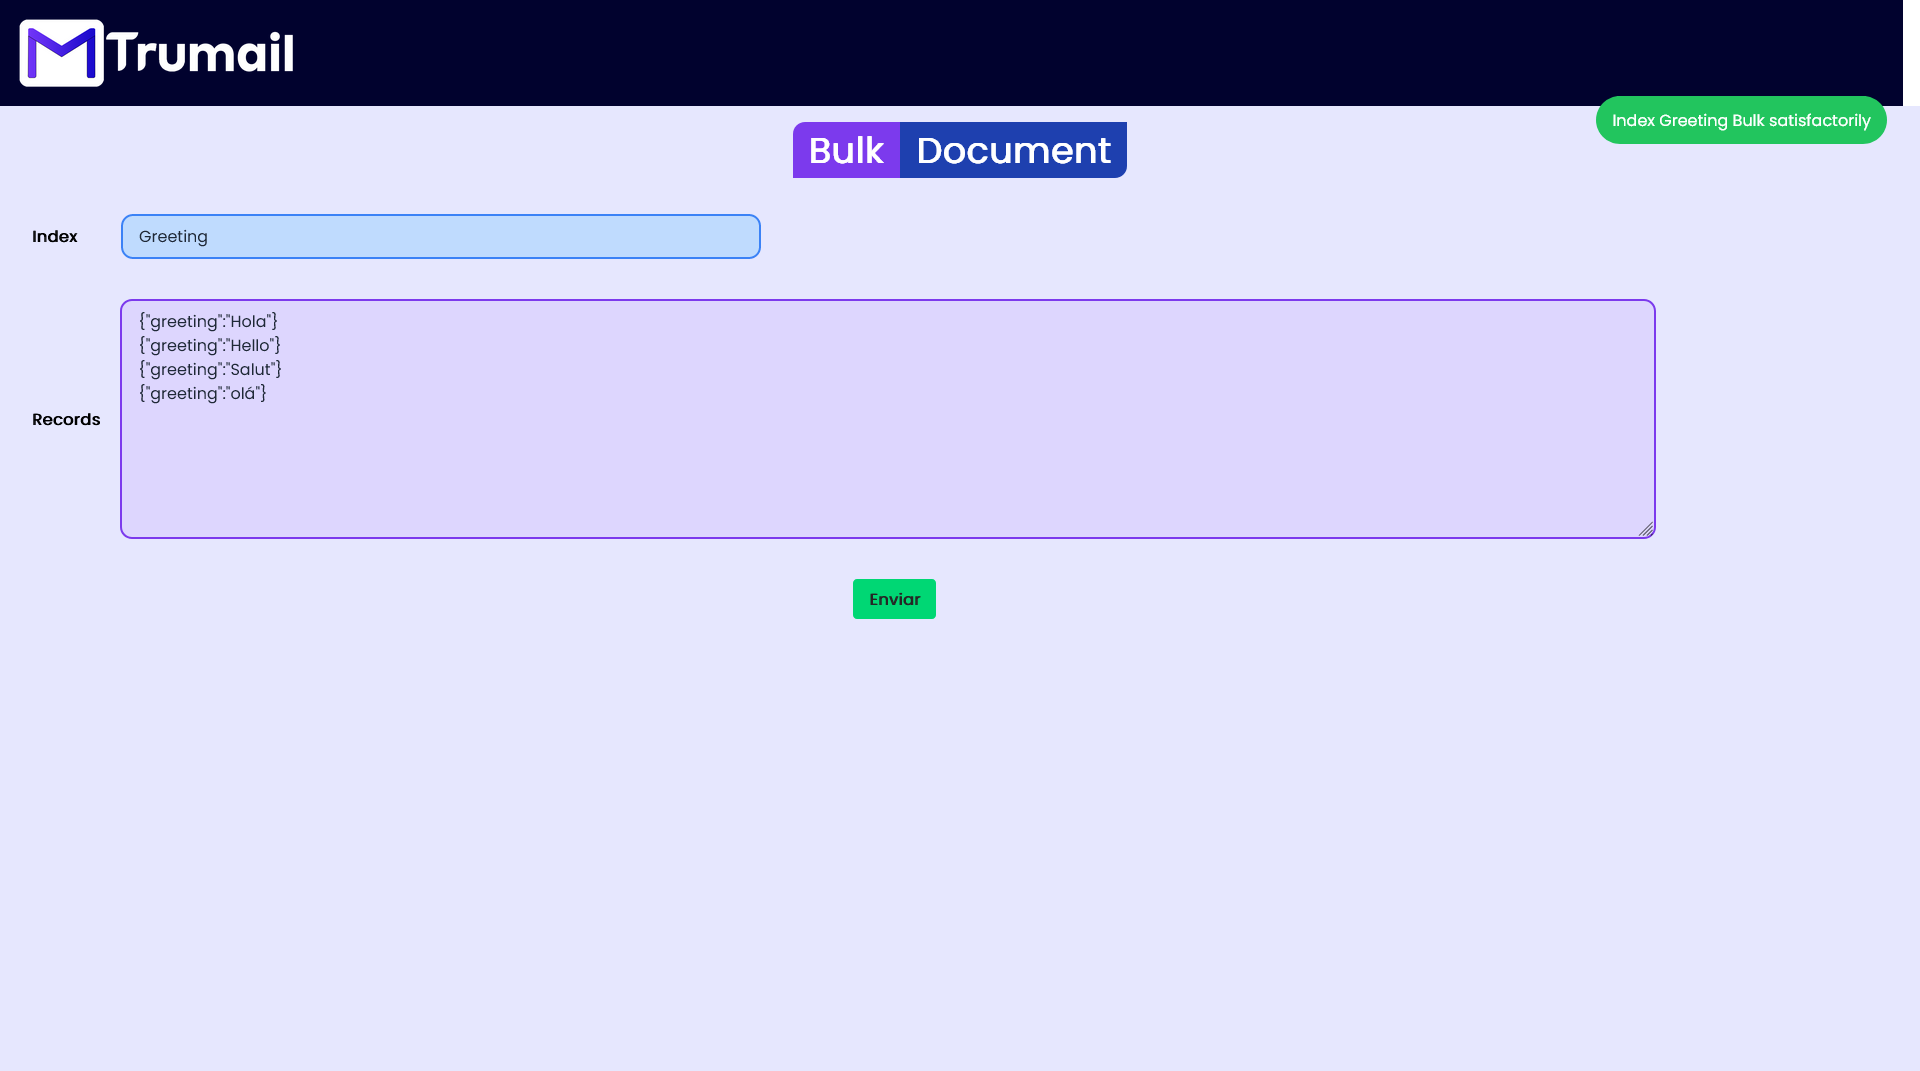 Trumail
Index Greeting Bulk satisfactorily
Bulk Document
Index
Greeting
Records
{"greeting":"Hola"}
{"greeting":"Hello"}
{"greeting":"Salut"}
{"greeting":"olá"}
Enviar